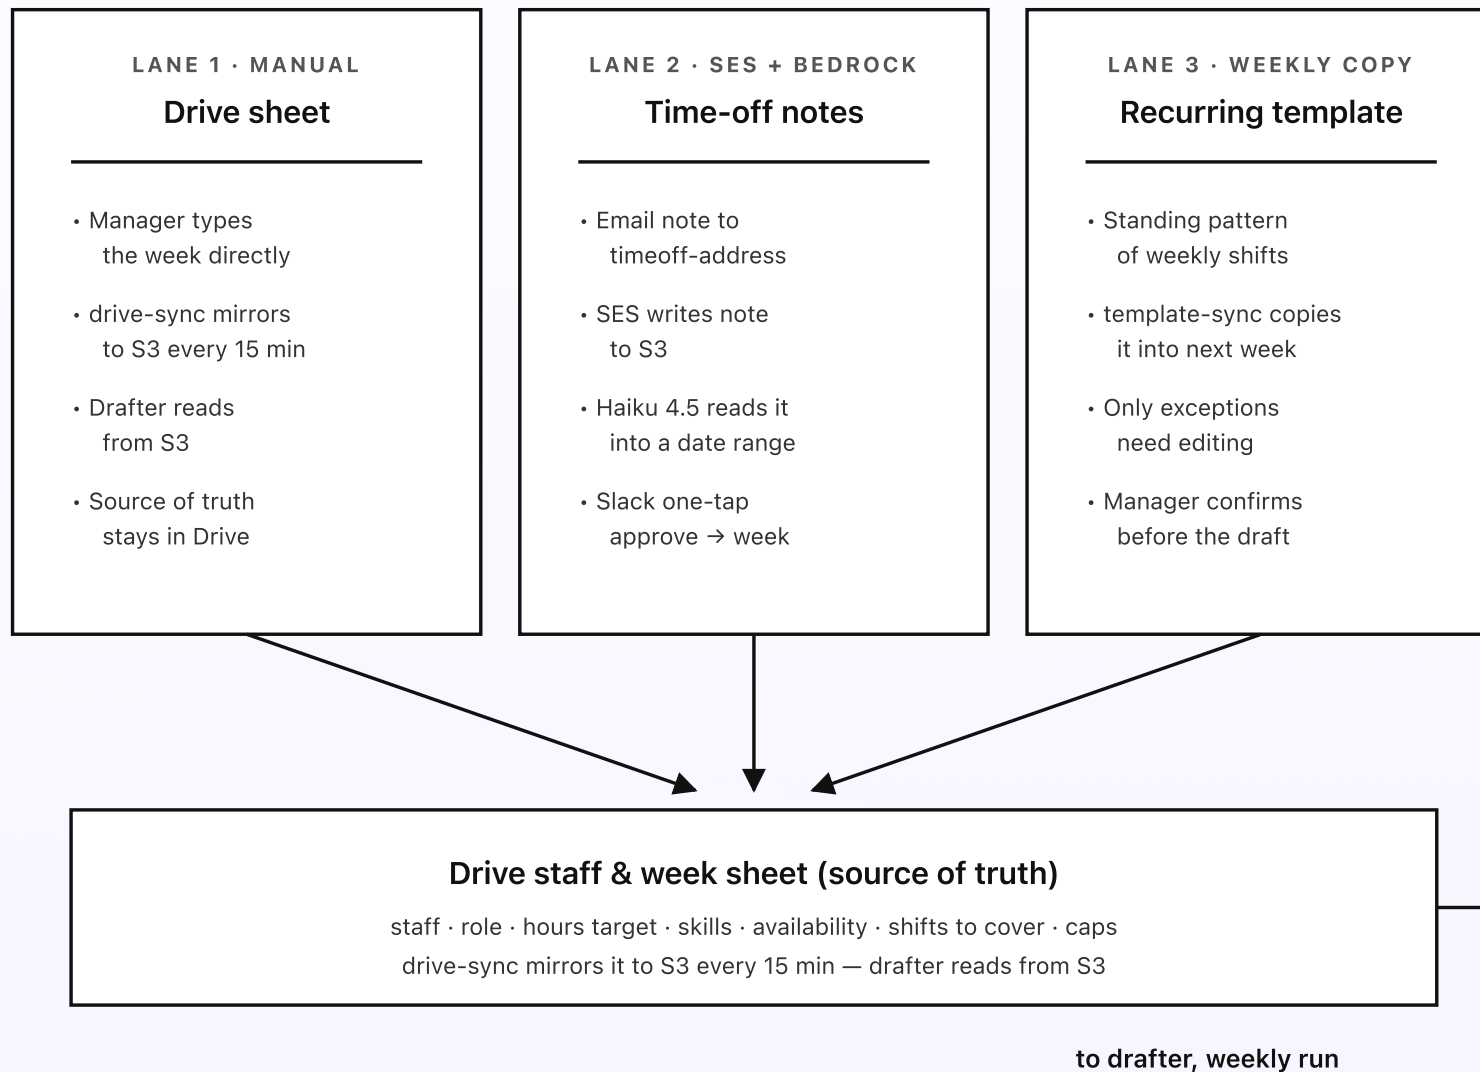 LANE 1 · MANUAL
Drive sheet
• Manager types
the week directly
• drive-sync mirrors
to S3 every 15 min
• Drafter reads
from S3
• Source of truth
stays in Drive
LANE 2 · SES + BEDROCK
Time-off notes
• Email note to
timeoff-address
• SES writes note
to S3
• Haiku 4.5 reads it
into a date range
• Slack one-tap
approve → week
LANE 3 · WEEKLY COPY
Recurring template
• Standing pattern
of weekly shifts
• template-sync copies
it into next week
• Only exceptions
need editing
• Manager confirms
before the draft
Drive staff & week sheet (source of truth)
staff · role · hours target · skills · availability · shifts to cover · caps
drive-sync mirrors it to S3 every 15 min — drafter reads from S3
to drafter, weekly run